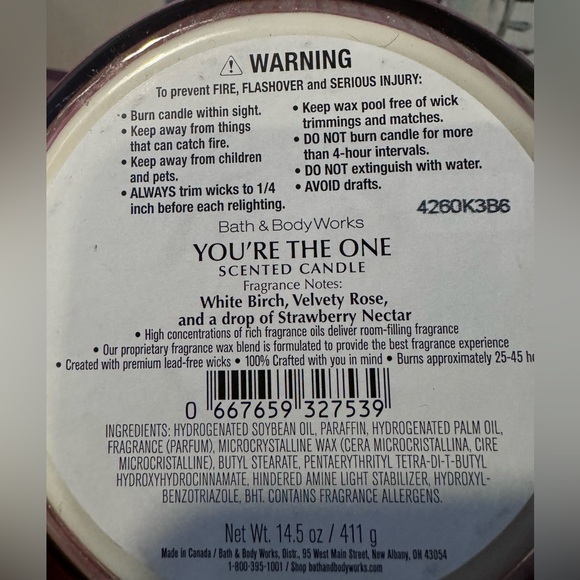 ⚠ WARNING
To prevent FIRE, FLASHOVER and SERIOUS INJURY:
• Burn candle within sight.
• Keep away from things
that can catch fire.
• Keep away from children
and pets.
• ALWAYS trim wicks to 1/4
inch before each relighting.
• Keep wax pool free of wick
trimmings and matches.
• DO NOT burn candle for more
than 4-hour intervals.
• DO NOT extinguish with water.
• AVOID drafts.
4260K3B6
Bath & Body Works
YOU'RE THE ONE
SCENTED CANDLE
Fragrance Notes:
White Birch, Velvety Rose,
and a drop of Strawberry Nectar
• High concentrations of rich fragrance oils deliver room-filling fragrance
• Our proprietary fragrance wax blend is formulated to provide the best fragrance experience
• Created with premium lead-free wicks • 100% Crafted with you in mind • Burns approximately 25-45
0 667659 327539
INGREDIENTS: HYDROGENATED SOYBEAN OIL, PARAFFIN, HYDROGENATED PALM OIL,
FRAGRANCE (PARFUM), MICROCRYSTALLINE WAX (CERA MICROCRISTALLINA, CIRE
MICROCRISTALLINE), BUTYL STEARATE, PENTAERYTHRITYL TETRA-DI-T-BUTYL
HYDROXYHYDROCINNAMATE, HINDERED AMINE LIGHT STABILIZER, HYDROXYL-
BENZOTRIAZOLE, BHT. CONTAINS FRAGRANCE ALLERGENS.
Net Wt. 14.5 oz / 411 g
Made in Canada / Bath & Body Works, Distr., 95 West Main Street, New Albany, OH 43054
1-800-395-1001 / Shop bathandbodyworks.com